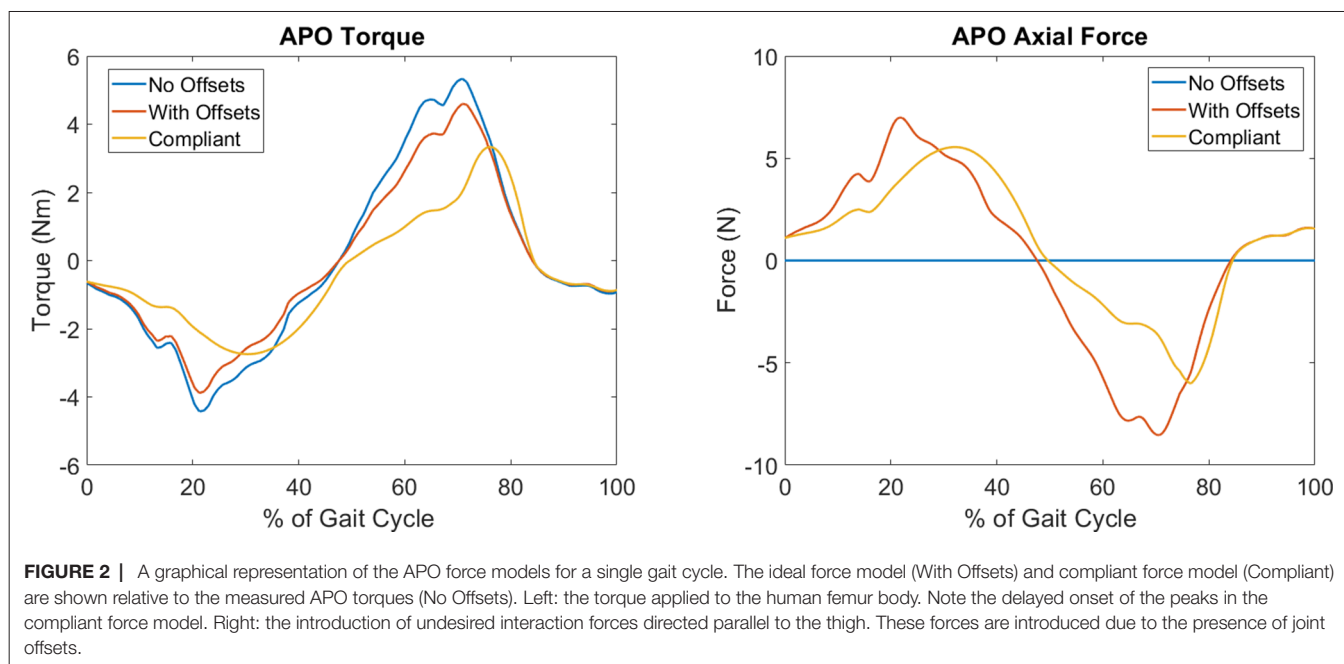 APO Torque
6
4
2
0
-2
-4
-6
Torque (Nm)
No Offsets
With Offsets
Compliant
0 20 40 60 80 100
% of Gait Cycle
APO Axial Force
10
5
0
-5
-10
Force (N)
No Offsets
With Offsets
Compliant
0 20 40 60 80 100
% of Gait Cycle
FIGURE 2 | A graphical representation of the APO force models for a single gait cycle. The ideal force model (With Offsets) and compliant force model (Compliant)
are shown relative to the measured APO torques (No Offsets). Left: the torque applied to the human femur body. Note the delayed onset of the peaks in the
compliant force model. Right: the introduction of undesired interaction forces directed parallel to the thigh. These forces are introduced due to the presence of joint
offsets.